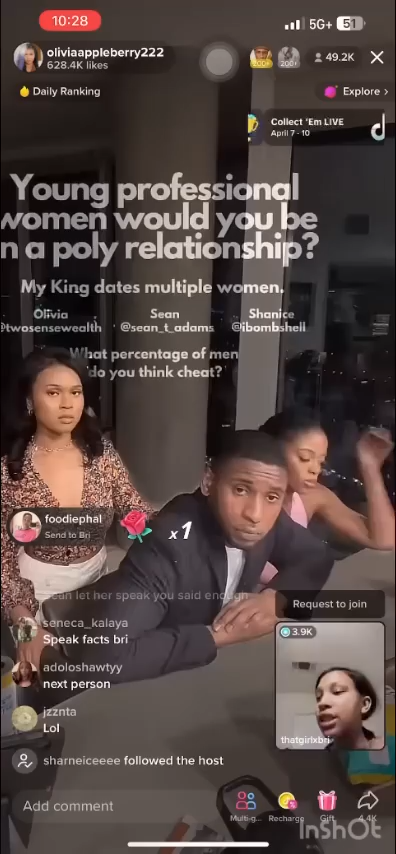 10:28
5G+ 51
oliviaappleberry222
628.4K likes
200+
200+
49.2K
Daily Ranking
Explore >
Collect 'Em LIVE
April 7 - 10
Young professional
women would you be
n a poly relationship?
My King dates multiple women.
Olivia
@twosensewealth
Sean
@sean_t_adams
Shanice
@ibombshell
What percentage of men
do you think cheat?
foodiephal
Send to Bri
x1
ean let her speak you said enough
Request to join
seneca_kalaya
Speak facts bri
3.9K
adoloshawtyy
next person
jzznta
Lol
thatgirlxbri
sharneiceeee followed the host
Add comment
Multi-g...
Recharge
Gift
4.4K
InShOt